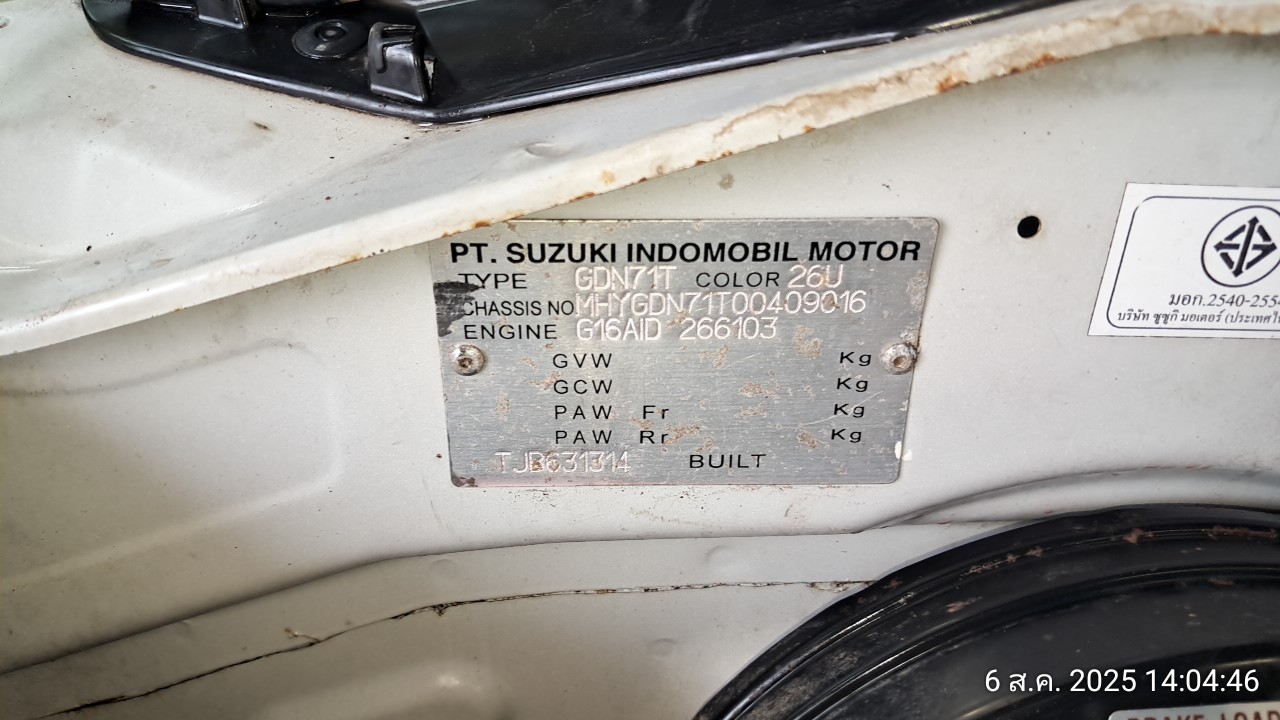 PT. SUZUKI INDOMOBIL MOTOR
TYPE GDN71T COLOR 26U
CHASSIS NO. MHYGDN71T00409016
ENGINE G16AID 266103
GVW Kg
GCW Kg
PAW Fr Kg
PAW Rr Kg
TJB631314 BUILT
มอก.2540-255
บริษัท ซูซูกิ มอเตอร์ (ประเทศไ
6 ส.ค. 2025 14:04:46
LOAD